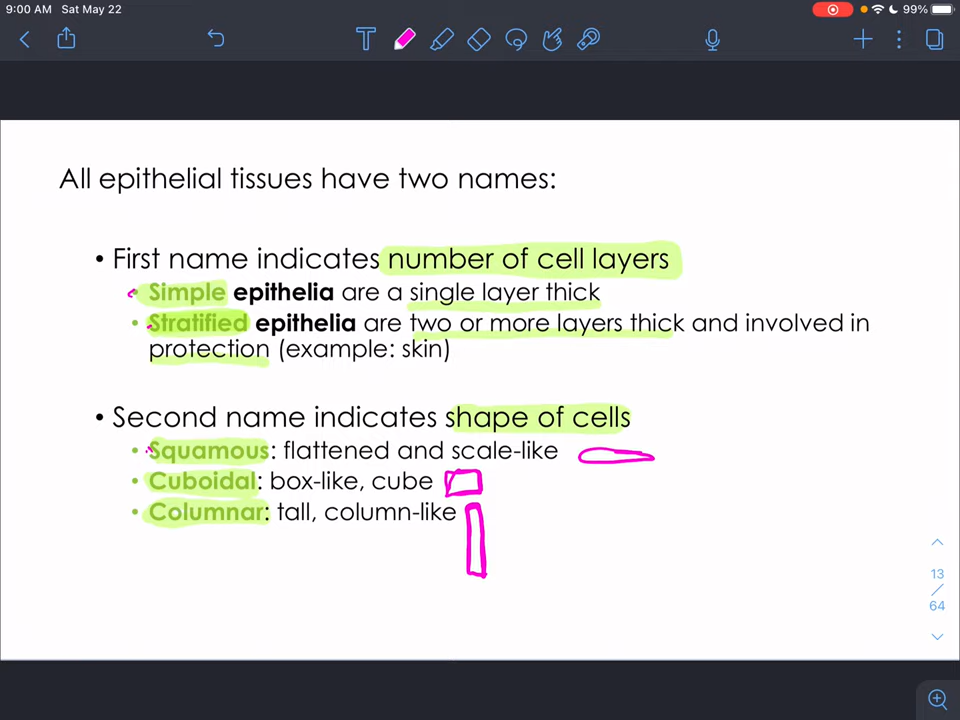 9:00 AM Sat May 22
99%
T
All epithelial tissues have two names:
• First name indicates number of cell layers
• Simple epithelia are a single layer thick
• Stratified epithelia are two or more layers thick and involved in
protection (example: skin)
• Second name indicates shape of cells
• Squamous: flattened and scale-like
• Cuboidal: box-like, cube
• Columnar: tall, column-like
13
/
64